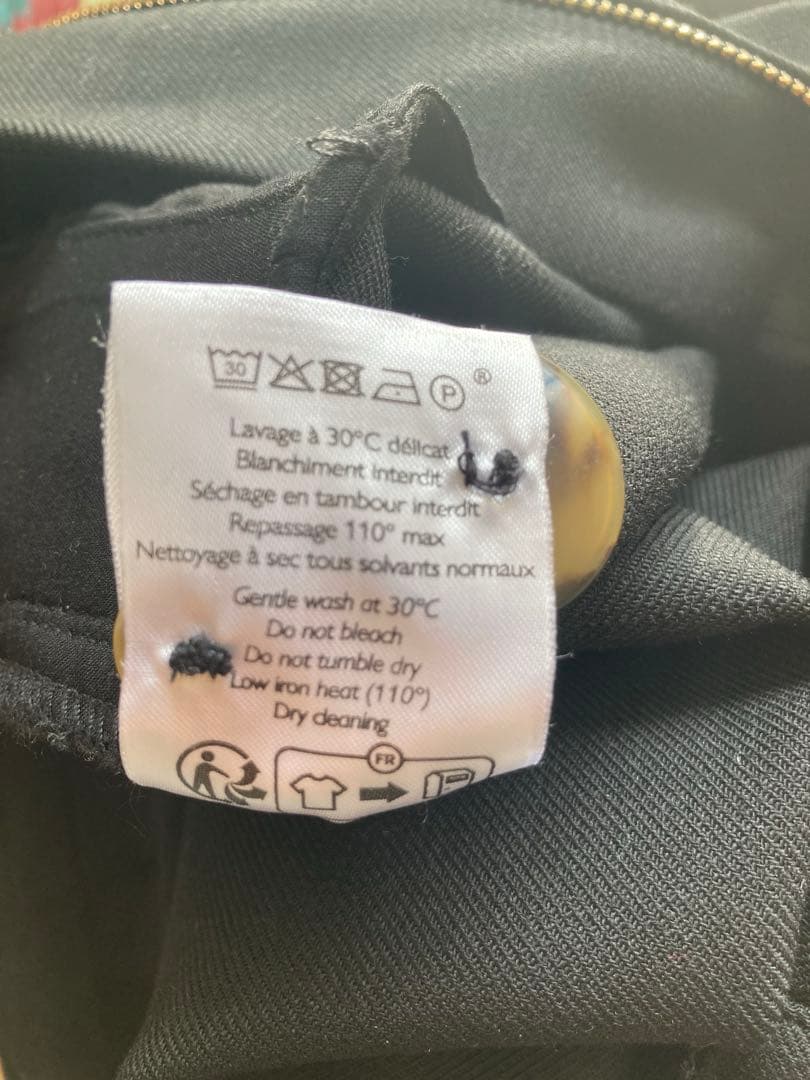 30 P ®
Lavage à 30°C délicat
Blanchiment interdit
Séchage en tambour interdit
Repassage 110° max
Nettoyage à sec tous solvants normaux
Gentle wash at 30°C
Do not bleach
Do not tumble dry
Low iron heat (110°)
Dry cleaning
FR